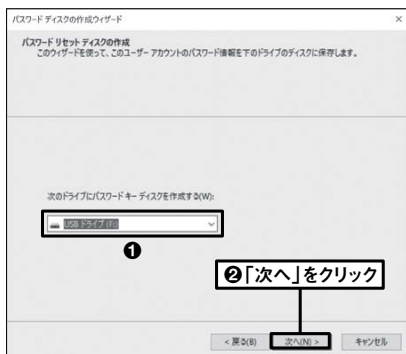 パスワード ディスクの作成ウィザード
パスワード リセット ディスクの作成
このウィザードを使って、このユーザー アカウントのパスワード情報を下のドライブのディスクに保存します。
次のドライブにパスワード キー ディスクを作成する(W):
USB ドライブ (F:)
❶
❷「次へ」をクリック
< 戻る(B)
次へ(N) >
キャンセル